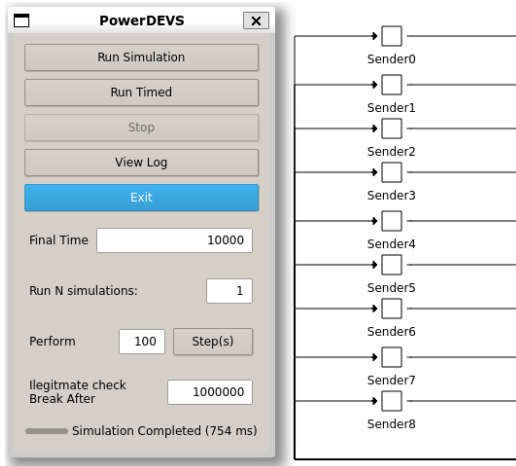 PowerDEVS
Run Simulation
Run Timed
Stop
View Log
Exit
Final Time 10000
Run N simulations: 1
Perform 100 Step(s)
Ilegitmate check
Break After 1000000
Simulation Completed (754 ms)
Sender0
Sender1
Sender2
Sender3
Sender4
Sender5
Sender6
Sender7
Sender8